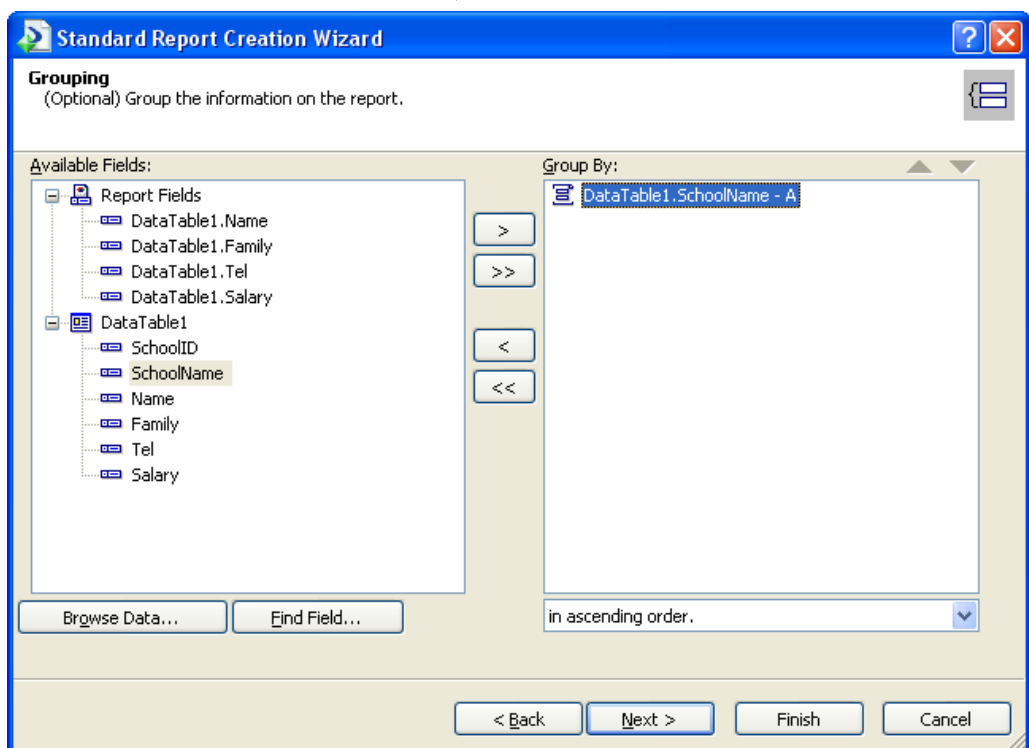 Standard Report Creation Wizard
Grouping
(Optional) Group the information on the report.
Available Fields:
Report Fields
DataTable1.Name
DataTable1.Family
DataTable1.Tel
DataTable1.Salary
DataTable1
SchoolID
SchoolName
Name
Family
Tel
Salary
>
>>
<
<<
Group By:
DataTable1.SchoolName - A
in ascending order.
Browse Data...
Find Field...
< Back
Next >
Finish
Cancel